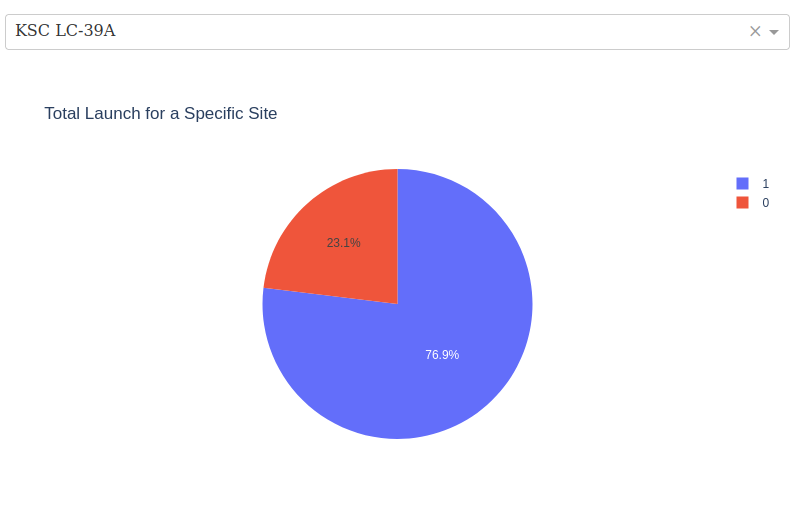 KSC LC-39A
Total Launch for a Specific Site
1
0
23.1%
76.9%